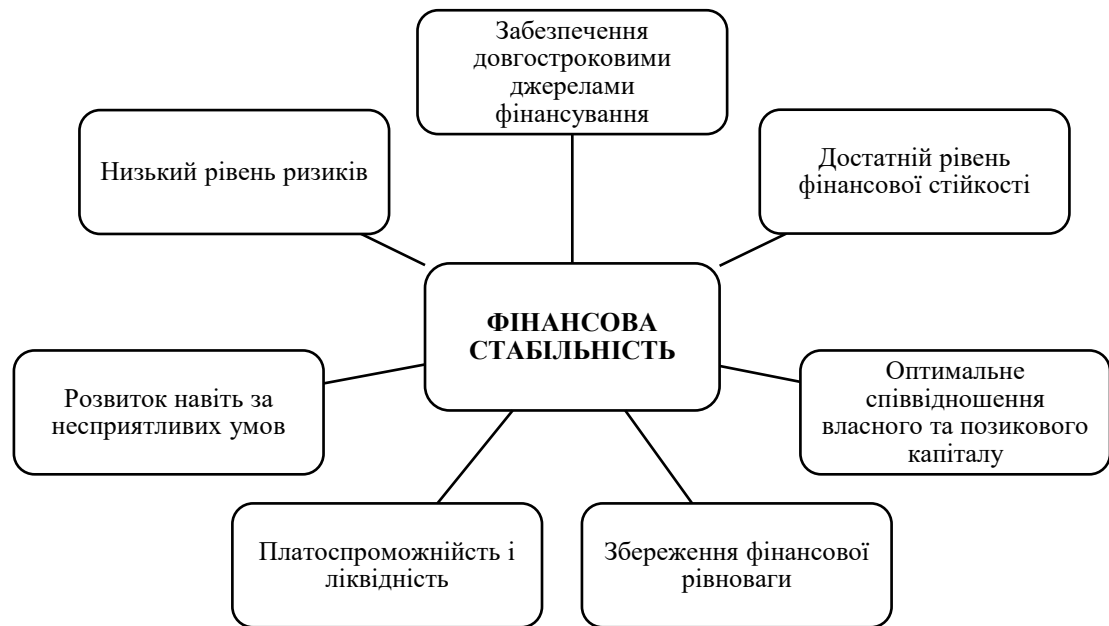 Забезпечення
довгостроковими
джерелами
фінансування
Низький рівень ризиків
Достатній рівень
фінансової стійкості
ФІНАНСОВА
СТАБІЛЬНІСТЬ
Розвиток навіть за
несприятливих умов
Оптимальне
співвідношення
власного та позикового
капіталу
Платоспроможнійсть і
ліквідність
Збереження фінансової
рівноваги